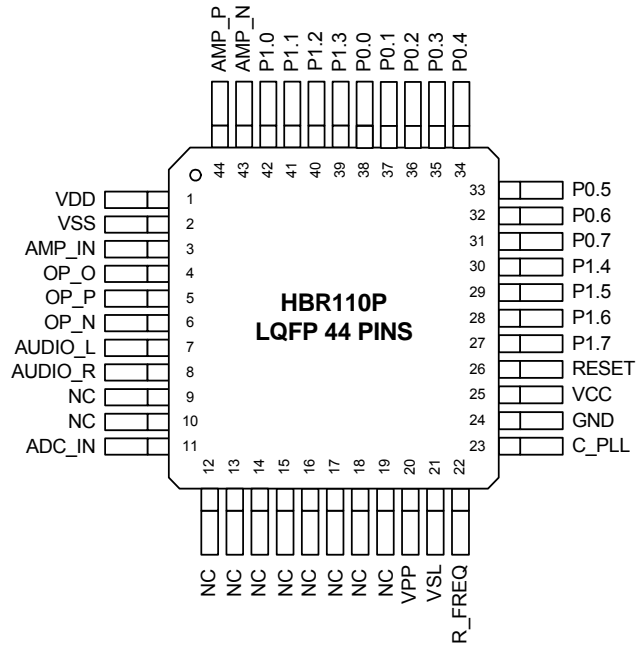 AMP_P
AMP_N
P1.0
P1.1
P1.2
P1.3
P0.0
P0.1
P0.2
P0.3
P0.4
44
43
42
41
40
39
38
37
36
35
34
VDD
1
VSS
2
AMP_IN
3
OP_O
4
OP_P
5
OP_N
6
AUDIO_L
7
AUDIO_R
8
NC
9
NC
10
ADC_IN
11
HBR110P
LQFP 44 PINS
33
P0.5
32
P0.6
31
P0.7
30
P1.4
29
P1.5
28
P1.6
27
P1.7
26
RESET
25
VCC
24
GND
23
C_PLL
12
13
14
15
16
17
18
19
20
21
22
NC
NC
NC
NC
NC
NC
NC
NC
VPP
VSL
R_FREQ